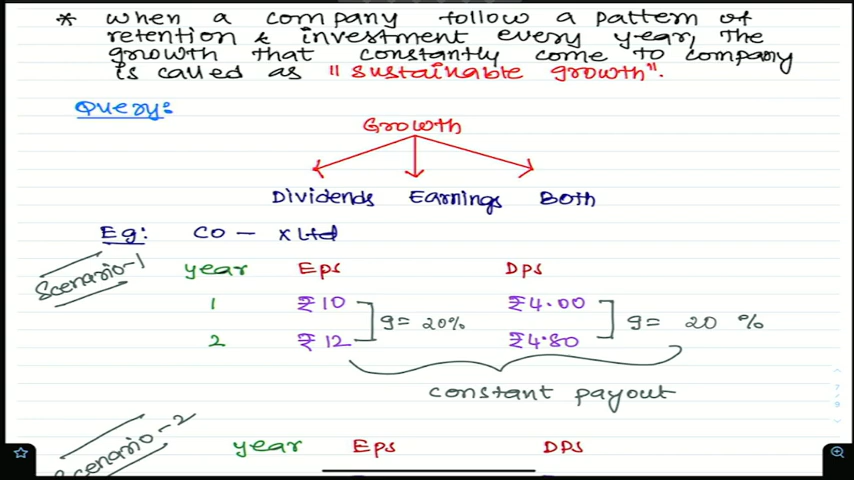 * When a company follow a pattern of
retention & investment every year, The
growth that constantly come to company
is called as "Sustainable growth".
Query:
Growth
Dividends Earnings Both
Eg: CO - X Ltd
Scenario-1
year Eps DPs
1 ₹10 ₹4.00
g= 20% g= 20 %
2 ₹12 ₹4.80
constant payout
Scenario-2
year Eps DPs